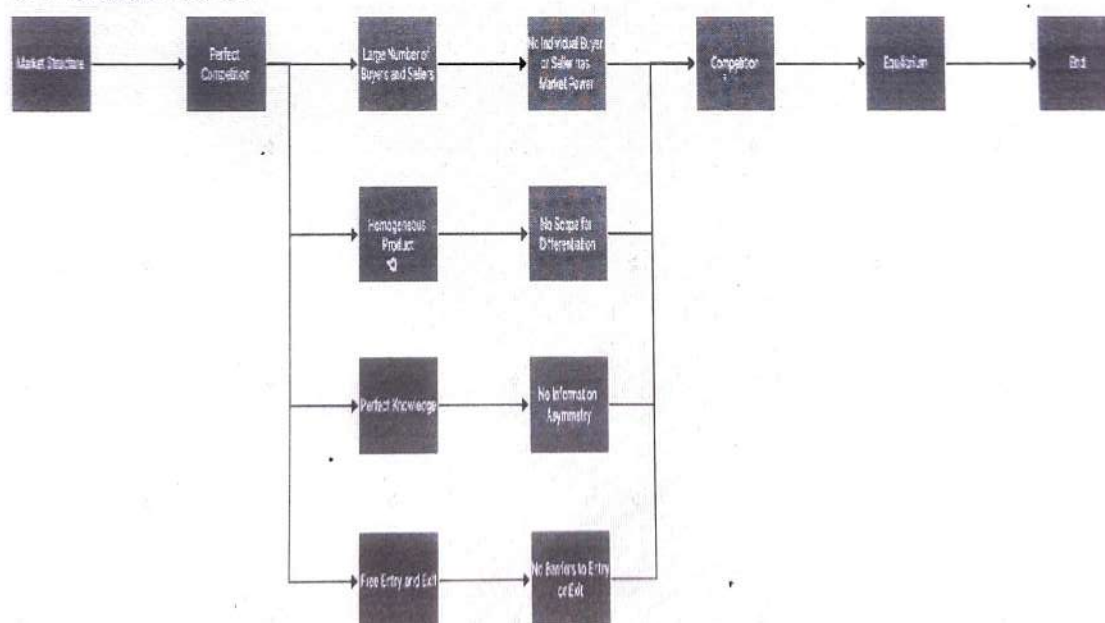 Market Structure
Perfect
Competition
Large Number of
Buyers and Sellers
No Individual Buyer
or Seller has
Market Power
Competition
Equilibrium
End
Homogeneous
Product
No Scope for
Differentiation
Perfect Knowledge
No Information
Asymmetry
Free Entry and Exit
No Barriers to Entry
or Exit